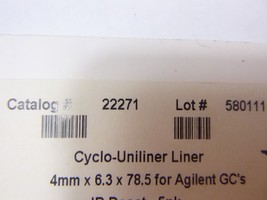 Catalog # 22271 Lot # 580111
Cyclo-Uniliner Liner
4mm x 6.3 x 78.5 for Agilent GC's